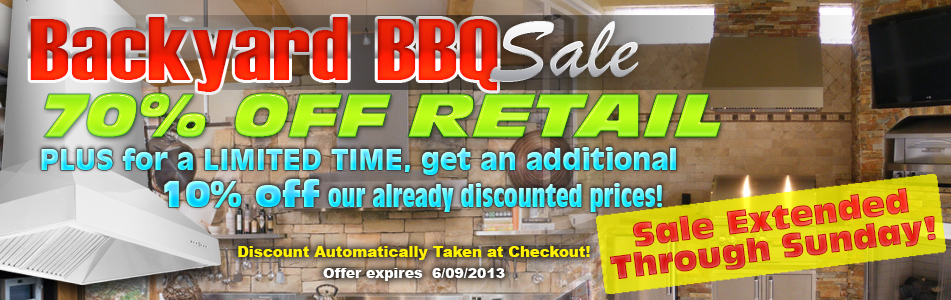 Backyard BBQ Sale
70% OFF RETAIL
PLUS for a LIMITED TIME, get an additional
10% off our already discounted prices!
Discount Automatically Taken at Checkout!
Offer expires 6/09/2013
Sale Extended
Through Sunday!